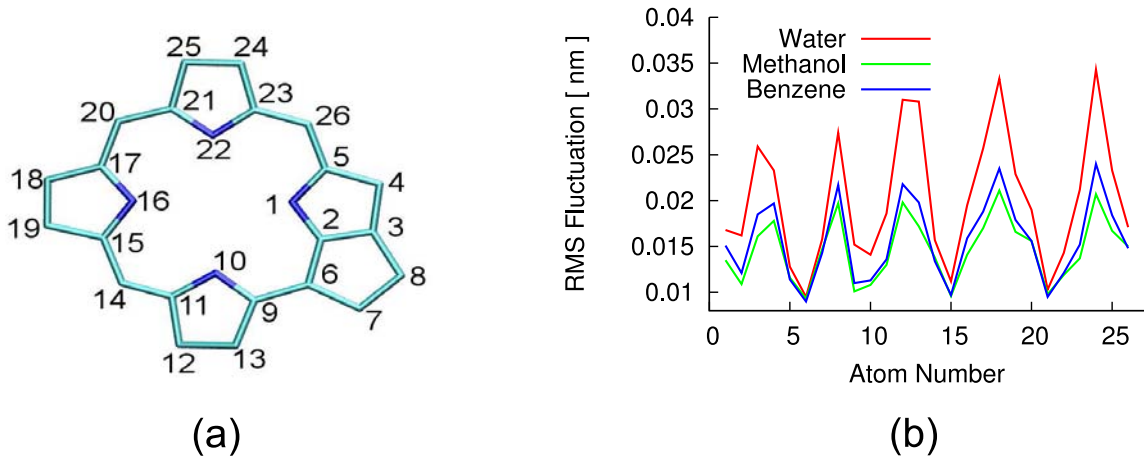 25 24
20 21 23 26
22
17 5
18 16 1 4
2 3
19 15 10 6 8
14 11 9 7
12 13
(a)
0.04
0.035
0.03
0.025
0.02
0.015
0.01
RMS Fluctuation [ nm ]
Water
Methanol
Benzene
0 5 10 15 20 25
Atom Number
(b)